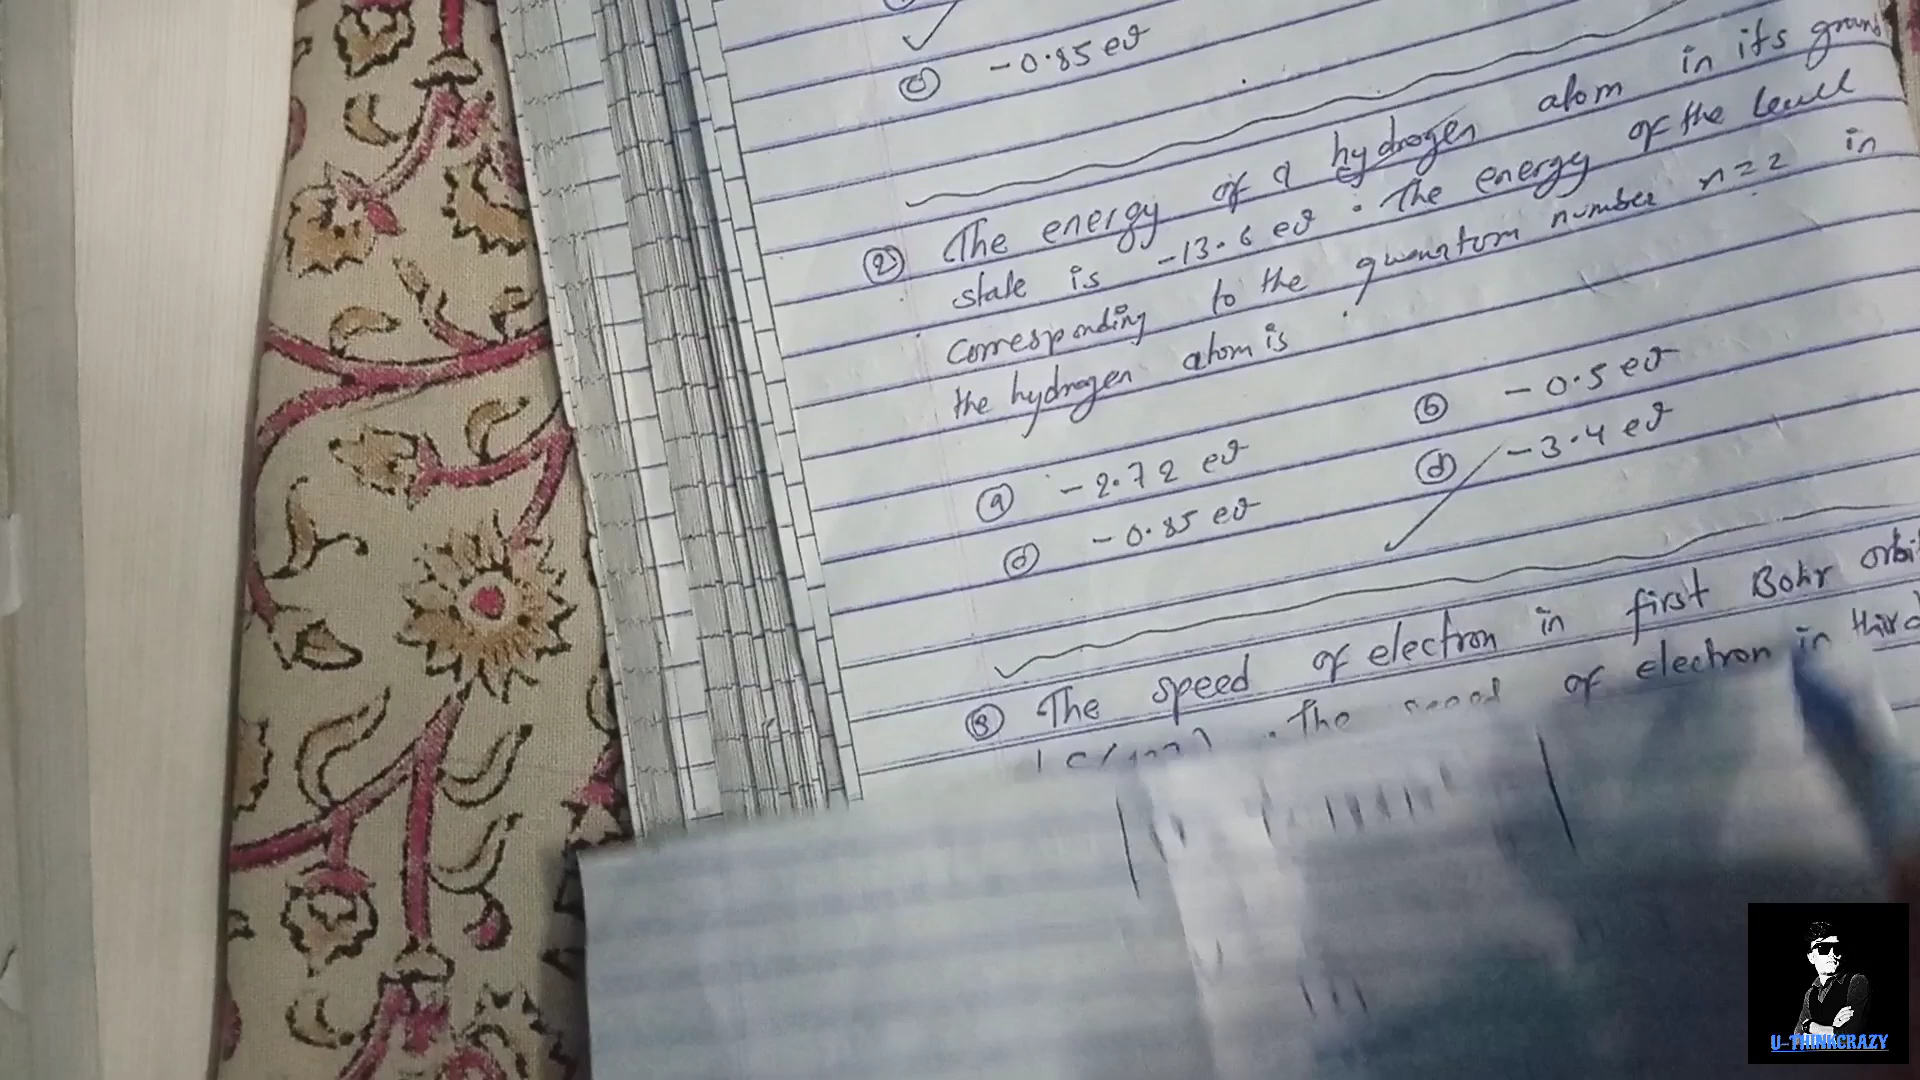 (c) -0.85 ev
(2) The energy of a hydrogen atom in its groun
state is -13.6 ev . The energy of the level
corresponding to the quantum number n=2 in
the hydrogen atom is
(a) -2.72 ev (b) -0.5 ev
(c) -0.85 ev (d) -3.4 ev
(3) The speed of electron in first Bohr orbit
. The speed of electron in third
U-THINKCRAZY